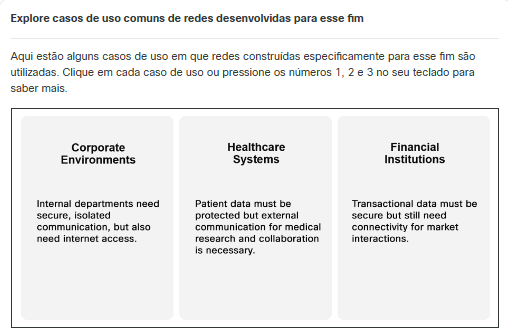 Explore casos de uso comuns de redes desenvolvidas para esse fim
Aqui estão alguns casos de uso em que redes construídas especificamente para esse fim são
utilizadas. Clique em cada caso de uso ou pressione os números 1, 2 e 3 no seu teclado para
saber mais.
Corporate
Environments
Internal departments need
secure, isolated
communication, but also
need internet access.
Healthcare
Systems
Patient data must be
protected but external
communication for medical
research and collaboration
is necessary.
Financial
Institutions
Transactional data must be
secure but still need
connectivity for market
interactions.